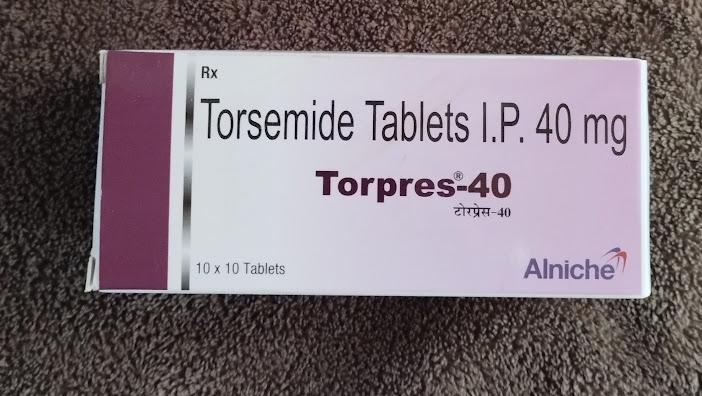 Rx
Torsemide Tablets I.P. 40 mg
Torpres®-40
टोरप्रेस-40
10 x 10 Tablets
Alniche